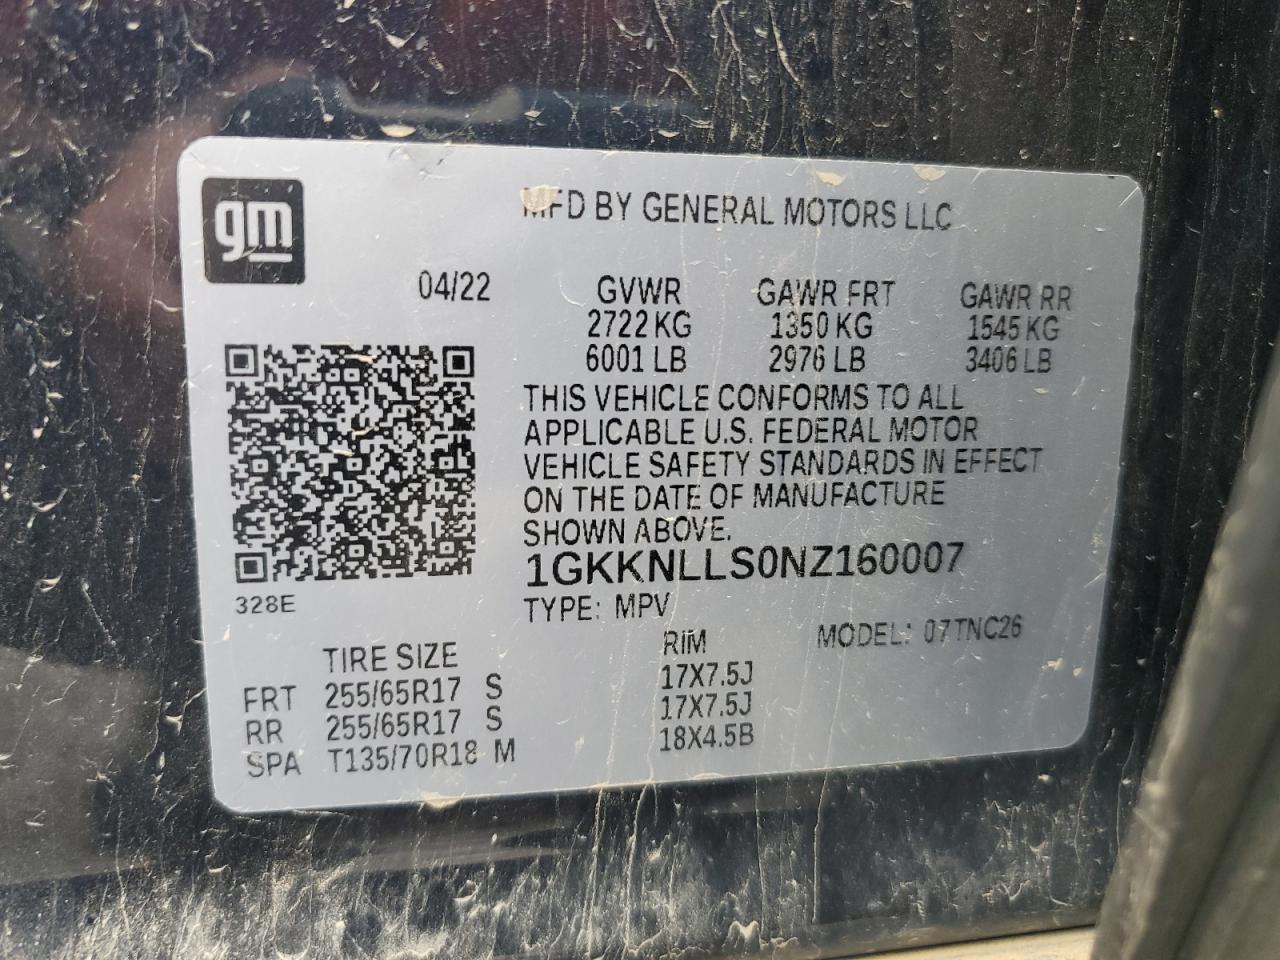 gm
MFD BY GENERAL MOTORS LLC
04/22
GVWR GAWR FRT GAWR RR
2722 KG 1350 KG 1545 KG
6001 LB 2976 LB 3406 LB
THIS VEHICLE CONFORMS TO ALL
APPLICABLE U.S. FEDERAL MOTOR
VEHICLE SAFETY STANDARDS IN EFFECT
ON THE DATE OF MANUFACTURE
SHOWN ABOVE.
1GKKNLLS0NZ160007
328E
TYPE: MPV
MODEL: 07TNC26
TIRE SIZE RIM
FRT 255/65R17 S 17X7.5J
RR 255/65R17 S 17X7.5J
SPA T135/70R18 M 18X4.5B